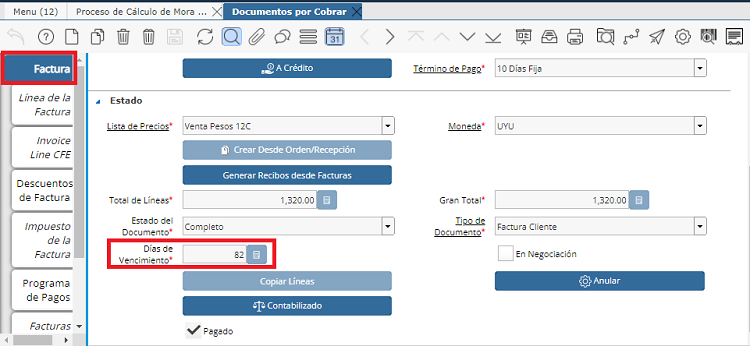 Menu (12)
Proceso de Cálculo de Mora ...
Documentos por Cobrar
31
Factura
A Crédito
Término de Pago*
10 Días Fija
Línea de la
Factura
Estado
Lista de Precios*
Venta Pesos 12C
Moneda*
UYU
Invoice
Line CFE
Crear Desde Orden/Recepción
Generar Recibos desde Facturas
Descuentos
de Factura
Total de Líneas*
1,320.00
Gran Total*
1,320.00
Estado del
Documento*
Completo
Tipo de
Documento*
Factura Cliente
Impuesto
de la
Factura
Días de
Vencimiento*
82
En Negociación
Copiar Líneas
Anular
Programa
de Pagos
Contabilizado
Facturas
Pagado